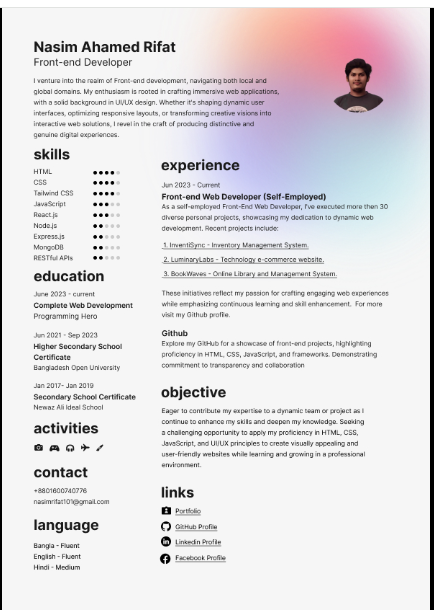 Nasim Ahamed Rifat
Front-end Developer
I venture into the realm of Front-end development, navigating both local and
global domains. My enthusiasm is rooted in crafting immersive web applications,
with a solid background in UI/UX design. Whether it's shaping dynamic user
interfaces, optimizing responsive layouts, or transforming creative visions into
interactive web solutions, I revel in the craft of producing distinctive and
genuine digital experiences.
skills
HTML
CSS
Tailwind CSS
JavaScript
React.js
Node.js
Express.js
MongoDB
RESTful APIs
education
June 2023 - current
Complete Web Development
Programming Hero
Jun 2021 - Sep 2023
Higher Secondary School
Certificate
Bangladesh Open University
Jan 2017- Jan 2019
Secondary School Certificate
Newaz Ali Ideal School
activities
contact
+8801600740776
nasimrifat101@gmail.com
language
Bangla - Fluent
English - Fluent
Hindi - Medium
experience
Jun 2023 - Current
Front-end Web Developer (Self-Employed)
As a self-employed Front-End Web Developer, I've executed more then 30
diverse personal projects, showcasing my dedication to dynamic web
development. Recent projects include:
1. InventiSync - Inventory Management System.
2. LuminaryLabs - Technology e-commerce website.
3. BookWaves - Online Library and Management System.
These initiatives reflect my passion for crafting engaging web experiences
while emphasizing continuous learning and skill enhancement. For more
visit my Github profile.
Github
Explore my GitHub for a showcase of front-end projects, highlighting
proficiency in HTML, CSS, JavaScript, and frameworks. Demonstrating
commitment to transparency and collaboration
objective
Eager to contribute my expertise to a dynamic team or project as I
continue to enhance my skills and deepen my knowledge. Seeking
a challenging opportunity to apply my proficiency in HTML, CSS,
JavaScript, and UI/UX principles to create visually appealing and
user-friendly websites while learning and growing in a professional
environment.
links
Portfolio
GitHub Profile
Linkedin Profile
Facebook Profile